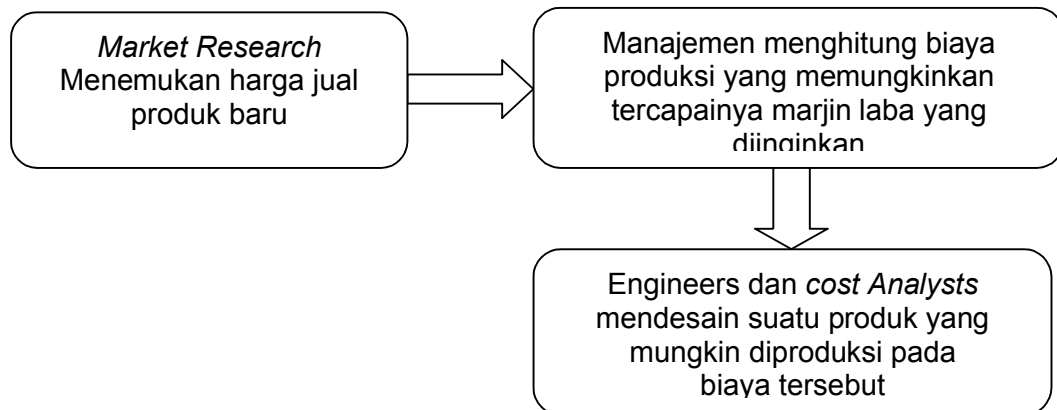 Market Research
Menemukan harga jual
produk baru
Manajemen menghitung biaya
produksi yang memungkinkan
tercapainya marjin laba yang
diinginkan
Engineers dan cost Analysts
mendesain suatu produk yang
mungkin diproduksi pada
biaya tersebut